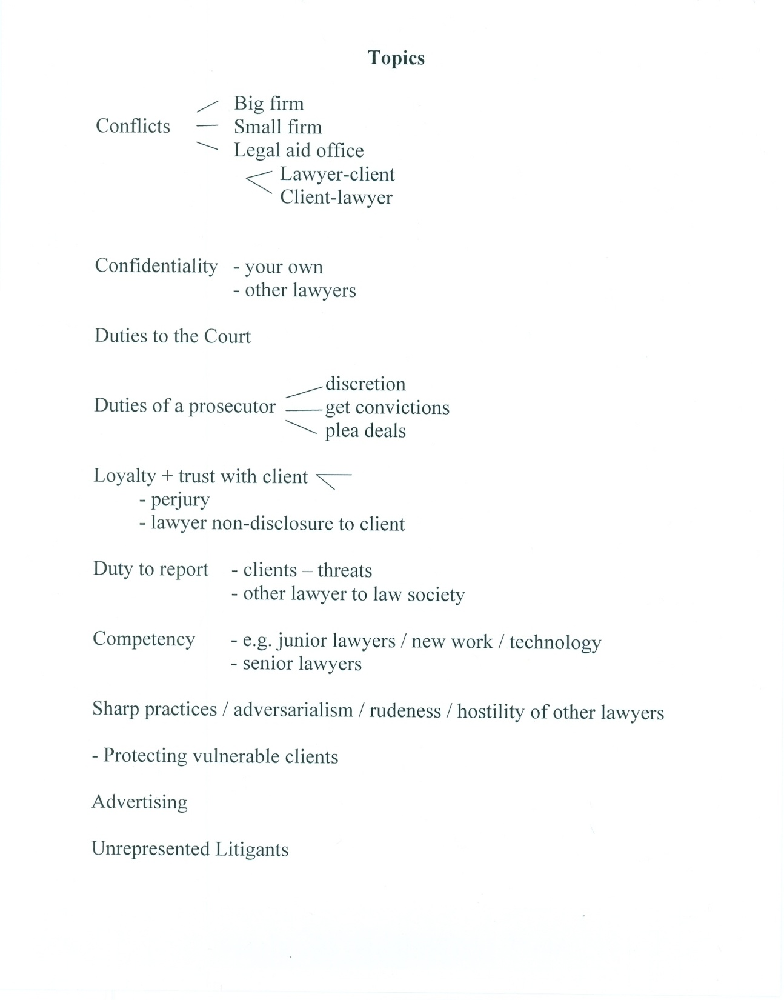 Topics
Big firm
Conflicts Small firm
Legal aid office
Lawyer-client
Client-lawyer
Confidentiality - your own
- other lawyers
Duties to the Court
discretion
Duties of a prosecutor get convictions
plea deals
Loyalty + trust with client
- perjury
- lawyer non-disclosure to client
Duty to report - clients – threats
- other lawyer to law society
Competency - e.g. junior lawyers / new work / technology
- senior lawyers
Sharp practices / adversarialism / rudeness / hostility of other lawyers
- Protecting vulnerable clients
Advertising
Unrepresented Litigants